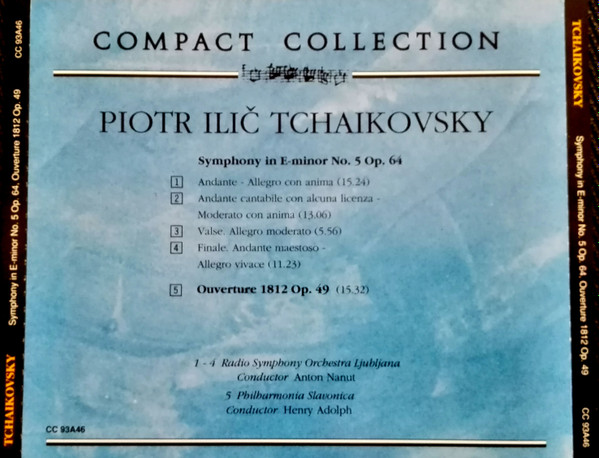 COMPACT COLLECTION
PIOTR ILIČ TCHAIKOVSKY
Symphony in E-minor No. 5 Op. 64
1 Andante - Allegro con anima (15.24)
2 Andante cantabile con alcuna licenza -
Moderato con anima (13.06)
3 Valse. Allegro moderato (5.56)
4 Finale. Andante maestoso -
Allegro vivace (11.23)
5 Ouverture 1812 Op. 49 (15.32)
1 - 4 Radio Symphony Orchestra Ljubljana
Conductor Anton Nanut
5 Philharmonia Slavonica
Conductor Henry Adolph
CC 93A46
TCHAIKOVSKY Symphony in E-minor No. 5 Op. 64, Ouverture 1812 Op. 49 CC 93A46
TCHAIKOVSKY Symphony in E-minor No. 5 Op. 64, Ouverture 1812 Op. 49 CC 93A46